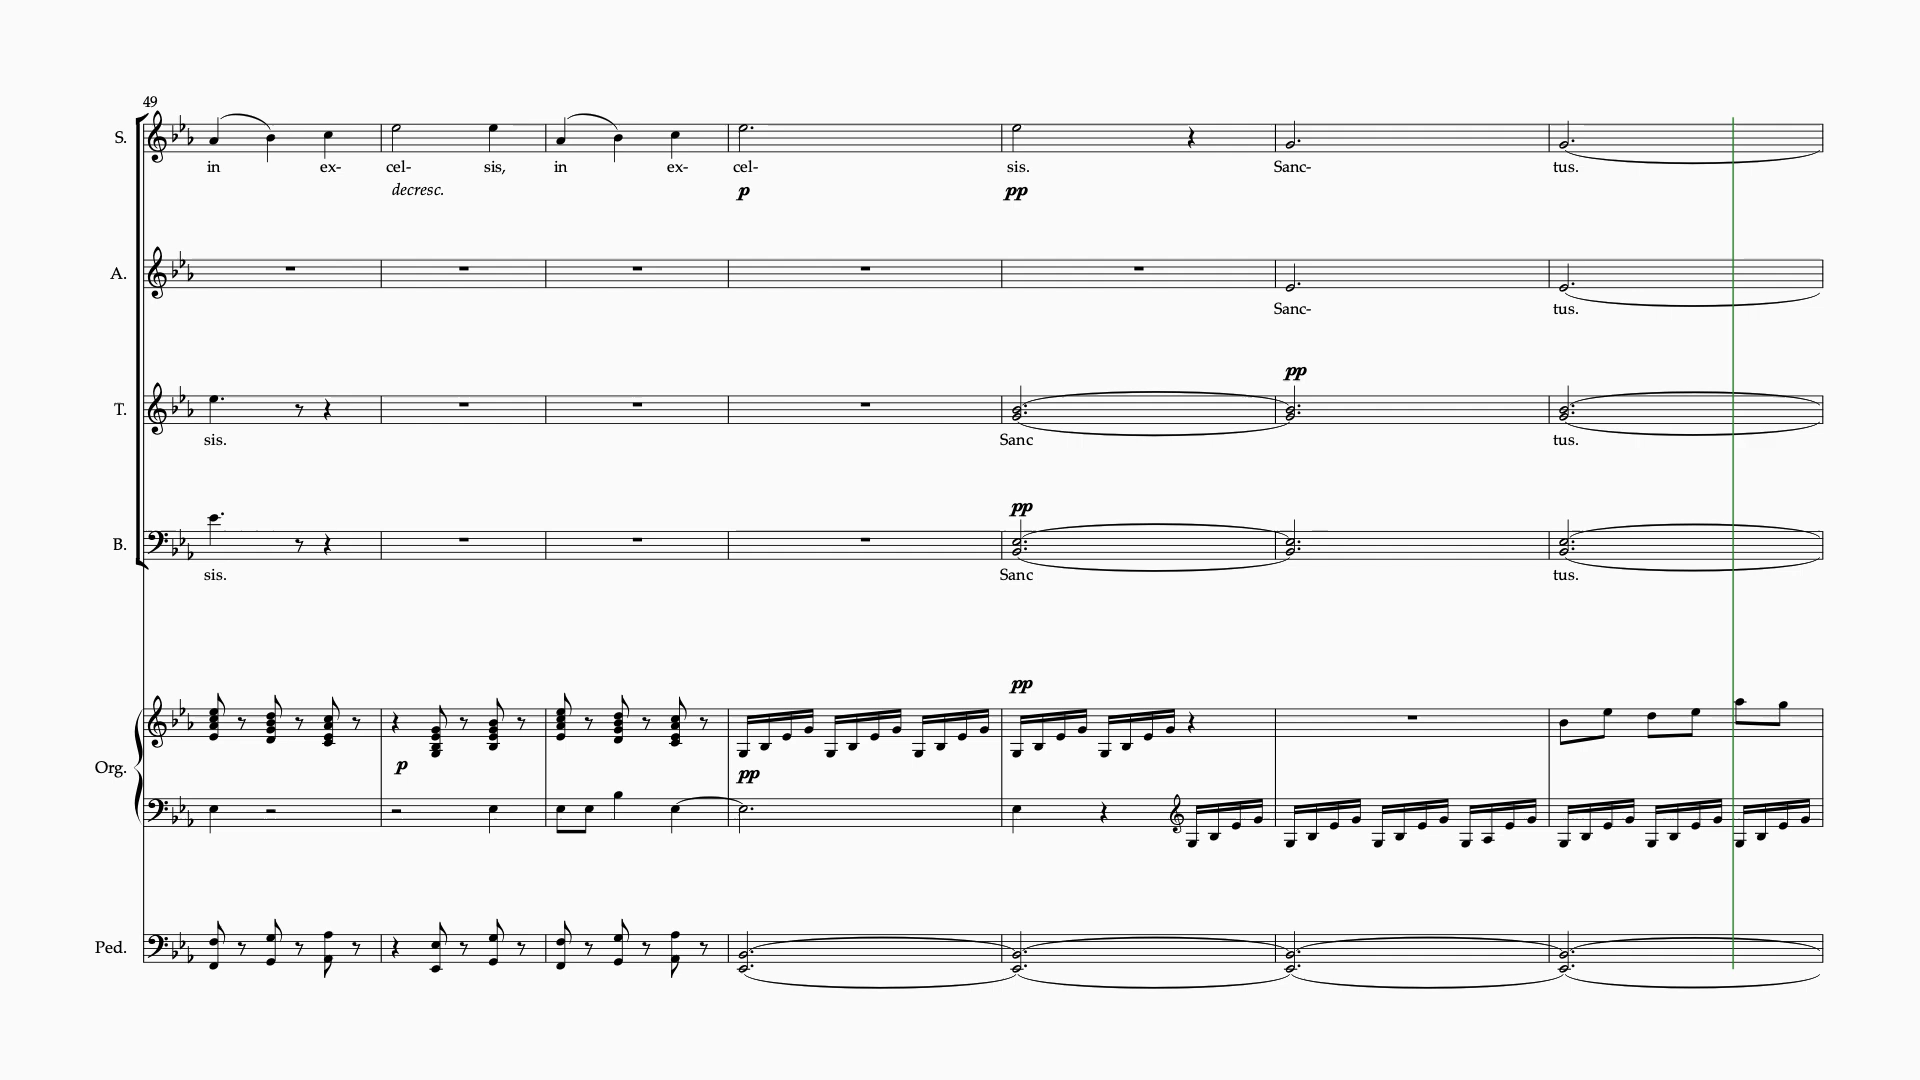 49
S.
in ex- cel- sis, in ex- cel- sis. Sanc- tus.
decresc. p pp
A.
Sanc- tus.
pp
T.
sis. Sanc tus.
pp
B.
sis. Sanc tus.
pp
Org.
p pp
Ped.